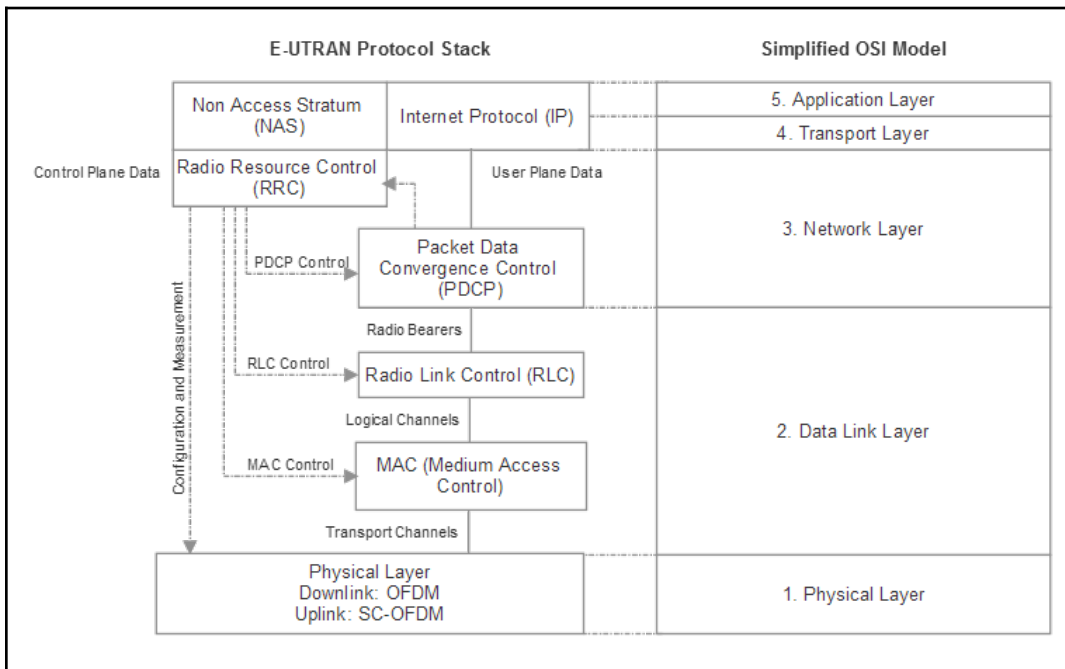 E-UTRAN Protocol Stack
Simplified OSI Model
Non Access Stratum
(NAS)
Internet Protocol (IP)
5. Application Layer
4. Transport Layer
Control Plane Data
Radio Resource Control
(RRC)
User Plane Data
3. Network Layer
PDCP Control
Packet Data
Convergence Control
(PDCP)
Radio Bearers
Configuration and Measurement
RLC Control
Radio Link Control (RLC)
Logical Channels
2. Data Link Layer
MAC Control
MAC (Medium Access
Control)
Transport Channels
Physical Layer
Downlink: OFDM
Uplink: SC-OFDM
1. Physical Layer